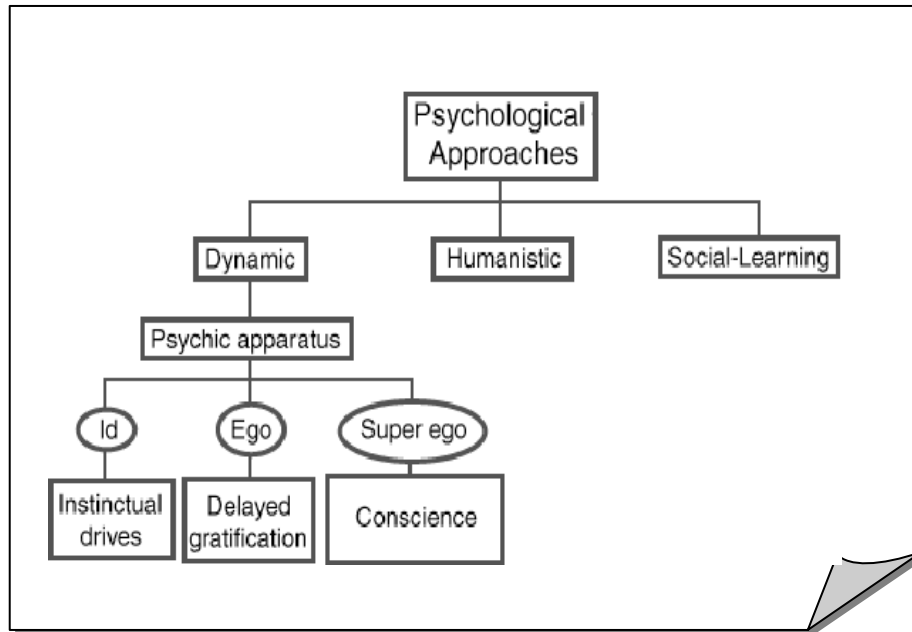 Psychological
Approaches
Dynamic
Humanistic
Social-Learning
Psychic apparatus
Id
Ego
Super ego
Instinctual
drives
Delayed
gratification
Conscience